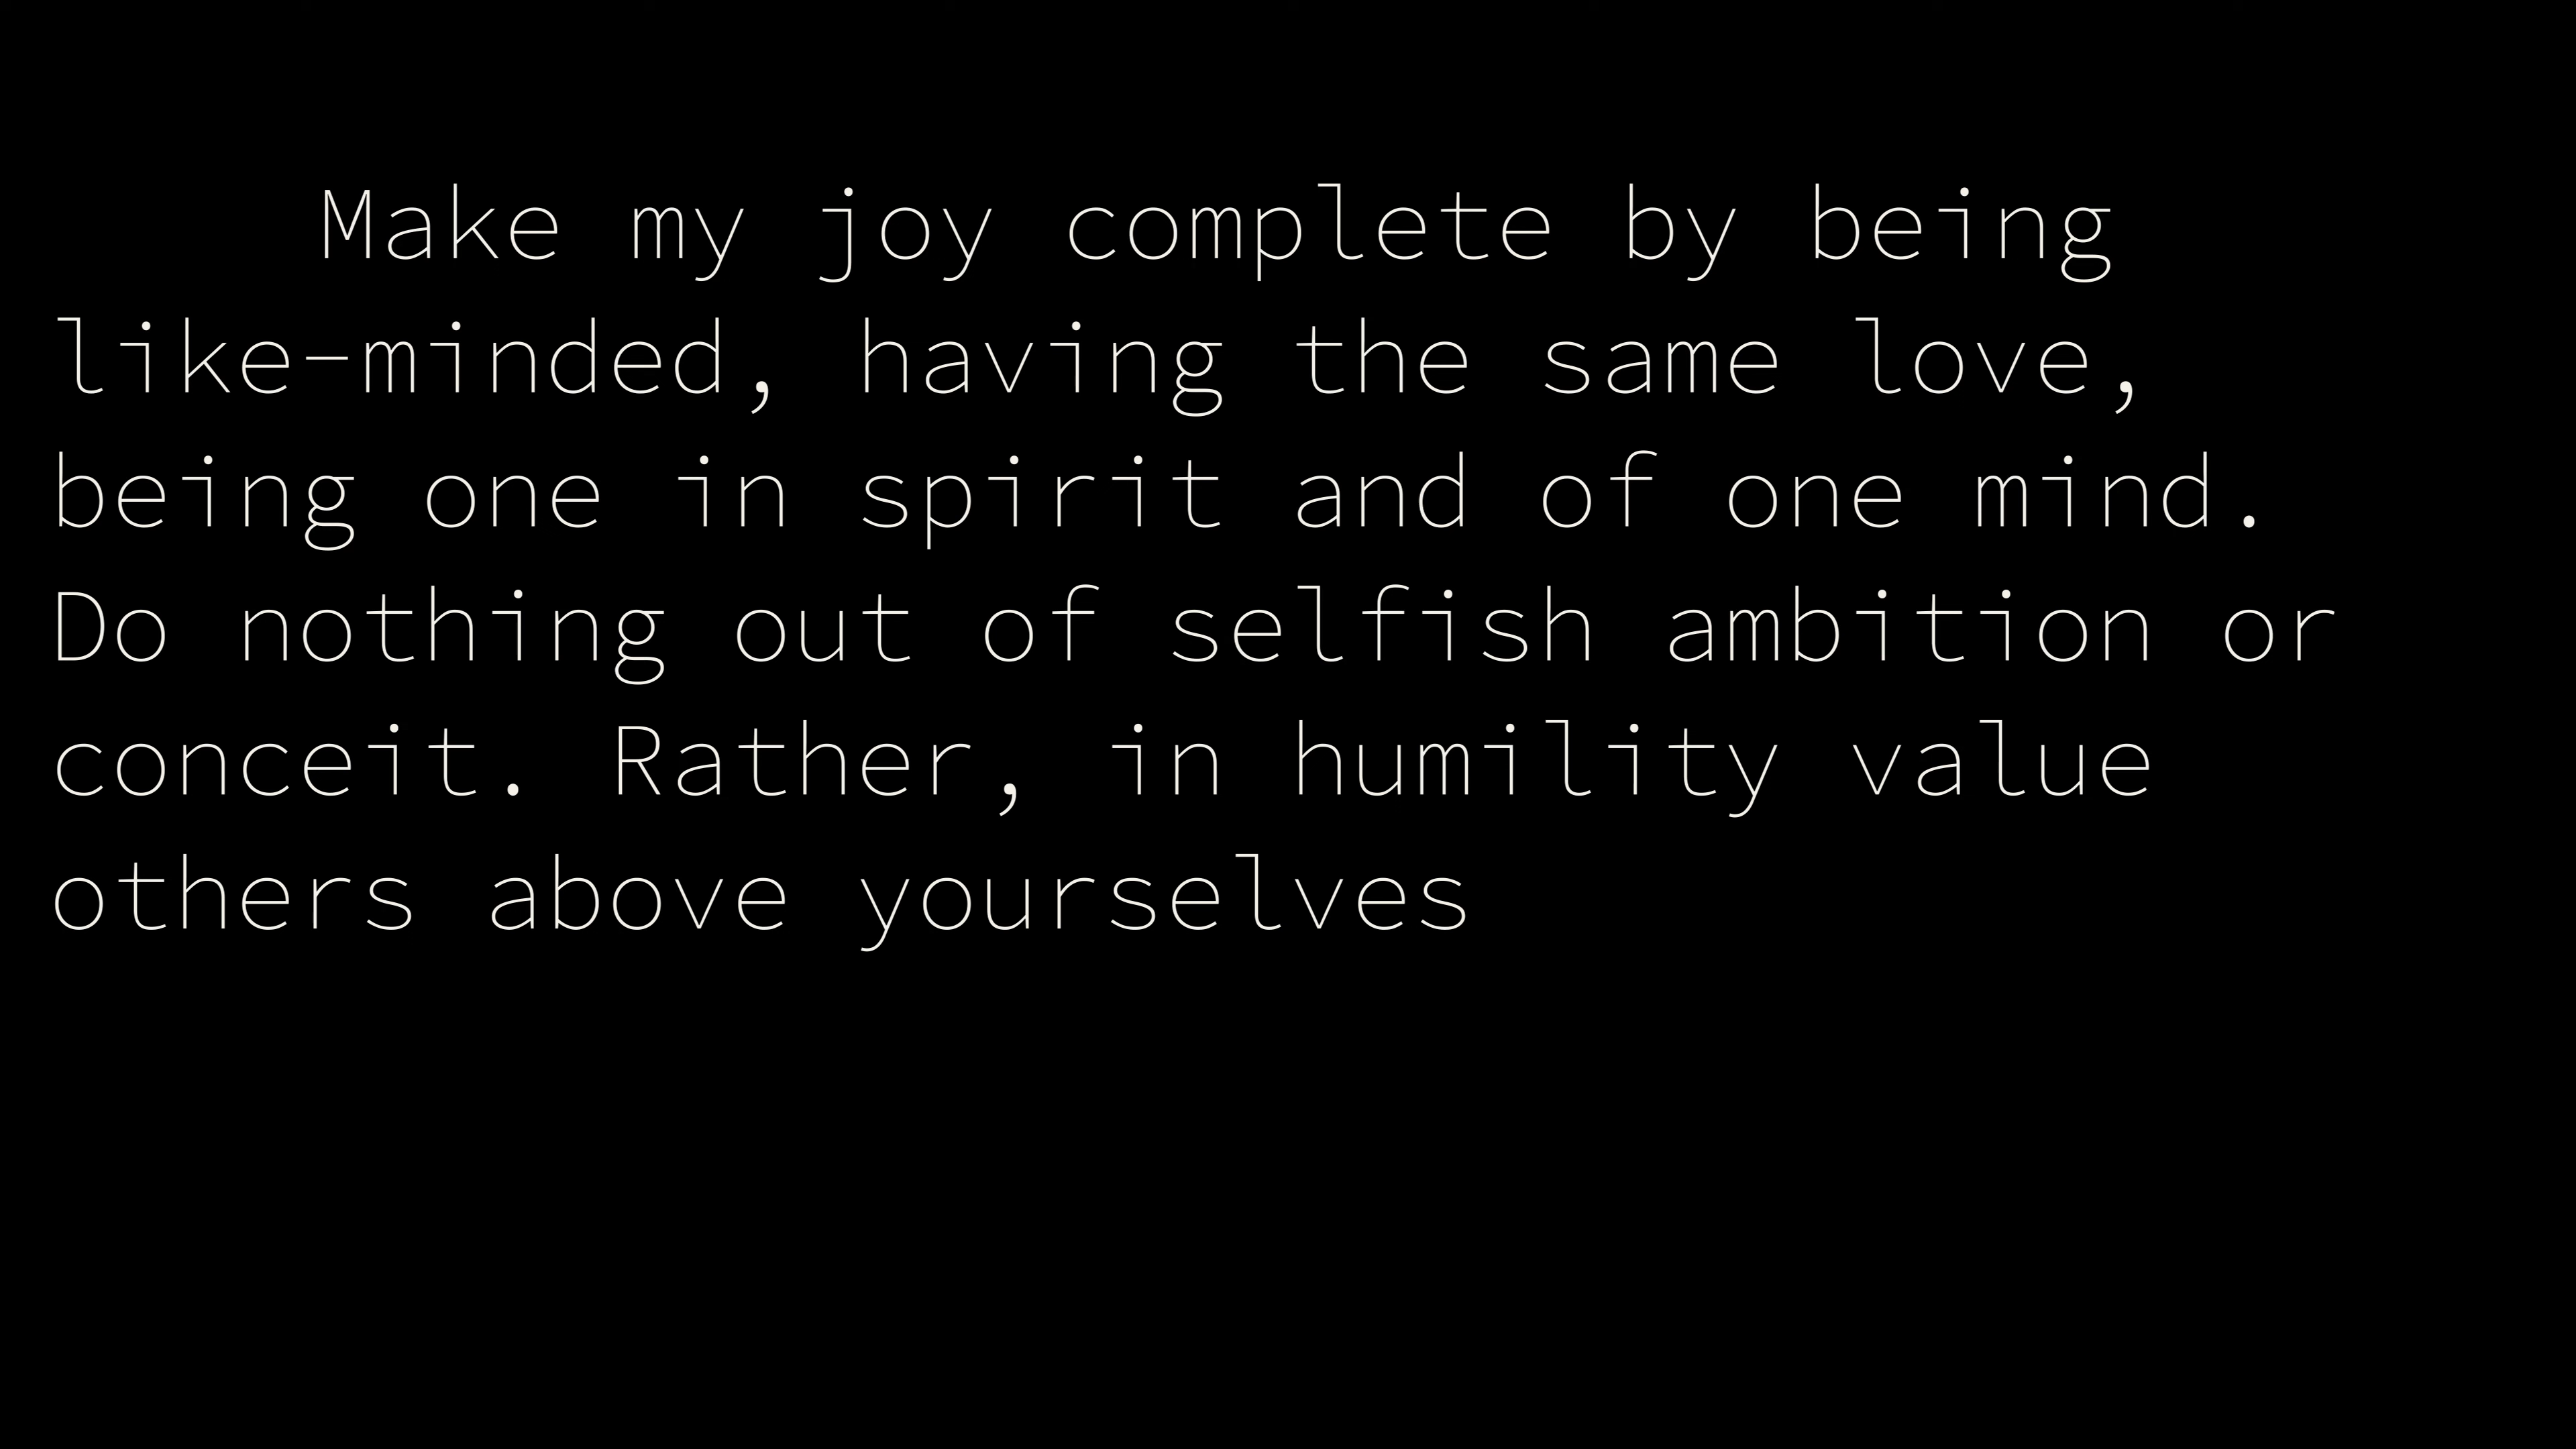 Make my joy complete by being
like-minded, having the same love,
being one in spirit and of one mind.
Do nothing out of selfish ambition or
conceit. Rather, in humility value
others above yourselves